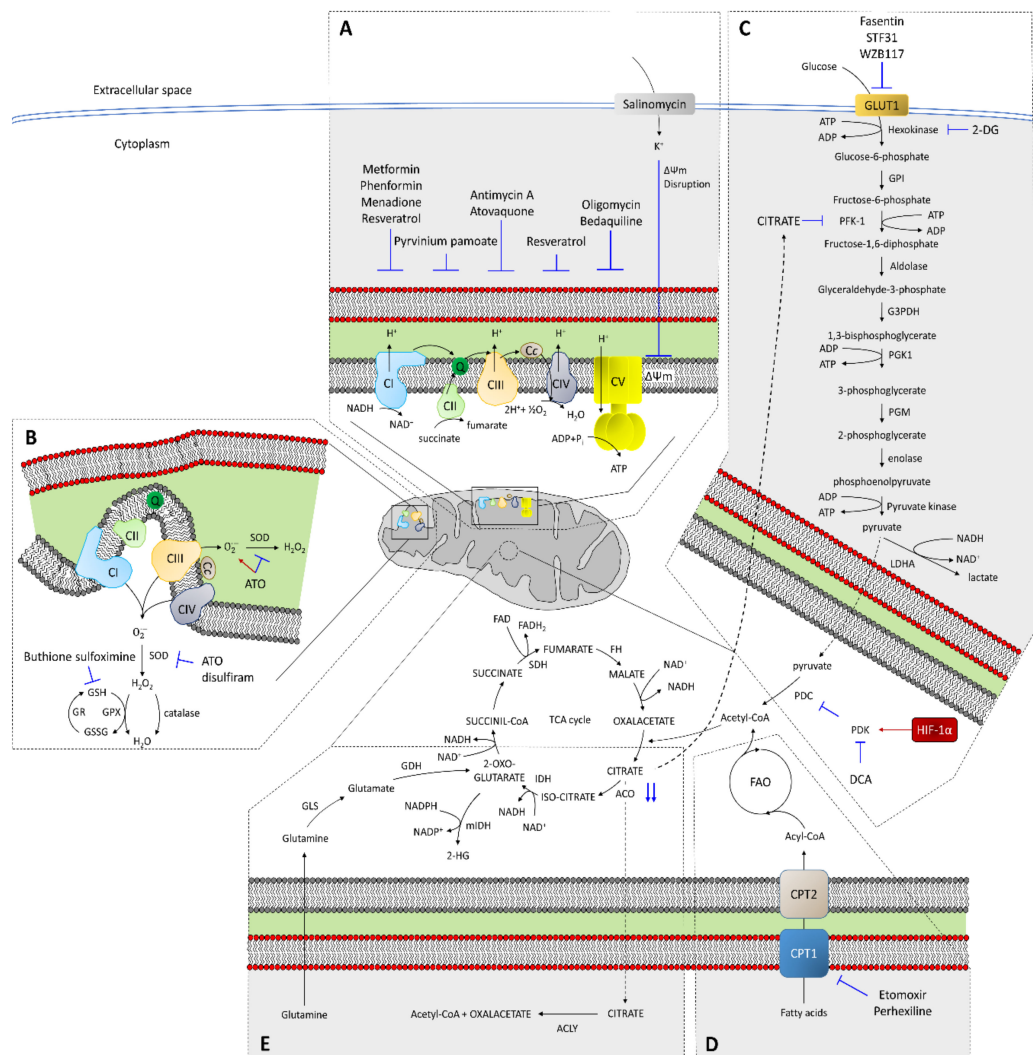 A
C
Fasentin
STF31
WZB117
Glucose
Extracellular space
Salinomycin
GLUT1
Cytoplasm
ATP
ADP
Hexokinase
2-DG
K⁺
Glucose-6-phosphate
ΔΨm
Disruption
GPI
Metformin
Phenformin
Menadione
Resveratrol
Antimycin A
Atovaquone
Oligomycin
Bedaquiline
Fructose-6-phosphate
CITRATE
PFK-1
ATP
ADP
Pyrvinium pamoate
Resveratrol
Fructose-1,6-diphosphate
Aldolase
Glyceraldehyde-3-phosphate
G3PDH
1,3-bisphosphoglycerate
ADP
ATP
PGK1
3-phosphoglycerate
PGM
2-phosphoglycerate
enolase
phosphoenolpyruvate
ADP
ATP
Pyruvate kinase
pyruvate
NADH
NAD⁺
LDHA
lactate
H⁺
H⁺
H⁺
H⁺
Cc
Q
CI
CII
CIII
CIV
CV
ΔΨm
NADH
NAD⁺
succinate
fumarate
2H⁺+ ½O₂
H₂O
ADP+Pᵢ
ATP
B
Q
CII
CI
CIII
Cc
CIV
O₂⁻
SOD
H₂O₂
ATO
O₂⁻
SOD
ATO
disulfiram
Buthione sulfoximine
H₂O₂
GSH
GR
GPX
catalase
GSSG
H₂O
FAD
FADH₂
SDH
FUMARATE
FH
SUCCINATE
MALATE
NAD⁺
NADH
SUCCINIL-CoA
TCA cycle
OXALACETATE
Acetyl-CoA
pyruvate
PDC
PDK
HIF-1α
DCA
NADH
NAD⁺
2-OXO-
GLUTARATE
IDH
CITRATE
ACO
ISO-CITRATE
NADH
NAD⁺
GDH
Glutamate
GLS
Glutamine
NADPH
NADP⁺
mIDH
2-HG
FAO
Acyl-CoA
CPT2
CPT1
Etomoxir
Perhexiline
Fatty acids
Glutamine
Acetyl-CoA + OXALACETATE
ACLY
CITRATE
E
D